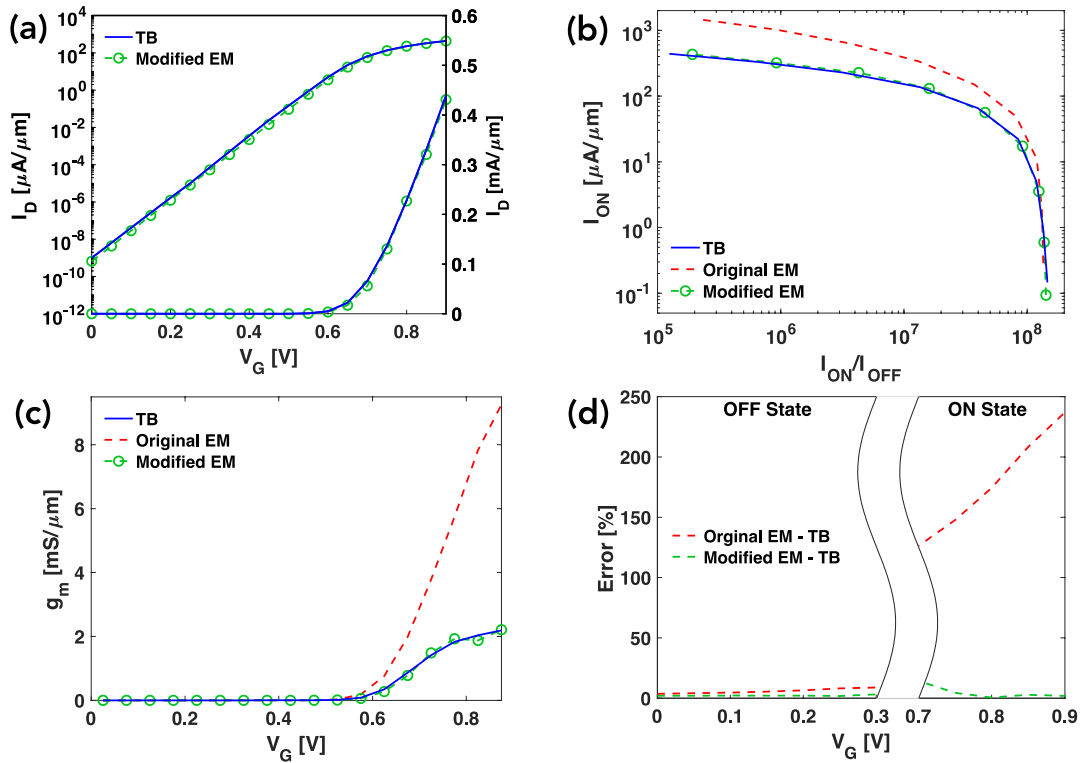 (a)
TB
Modified EM
10^4
10^2
10^0
10^-2
10^-4
10^-6
10^-8
10^-10
10^-12
I_D [μA/μm]
0.6
0.5
0.4
0.3
0.2
0.1
0
I_D [mA/μm]
0
0.2
0.4
0.6
0.8
V_G [V]
(b)
10^3
10^2
10^1
10^0
10^-1
I_ON [μA/μm]
TB
Original EM
Modified EM
10^5
10^6
10^7
10^8
I_ON/I_OFF
(c)
TB
Original EM
Modified EM
8
6
4
2
0
g_m [mS/μm]
0
0.2
0.4
0.6
0.8
V_G [V]
(d)
OFF State
ON State
250
200
150
100
50
0
Error [%]
Orginal EM - TB
Modified EM - TB
0
0.1
0.2
0.3
0.7
0.8
0.9
V_G [V]